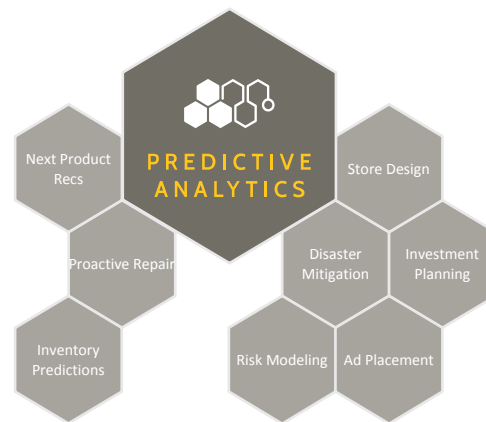 PREDICTIVE
ANALYTICS
Next Product
Recs
Store Design
Proactive Repair
Disaster
Mitigation
Investment
Planning
Inventory
Predictions
Risk Modeling
Ad Placement